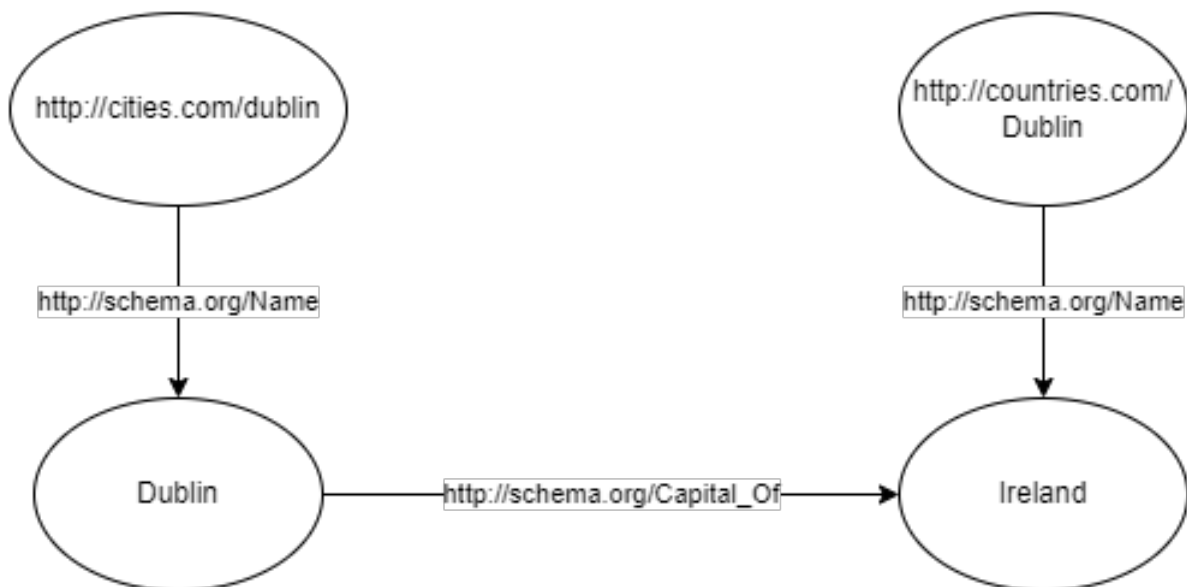 http://cities.com/dublin
http://countries.com/
Dublin
http://schema.org/Name
http://schema.org/Name
Dublin
http://schema.org/Capital_Of
Ireland